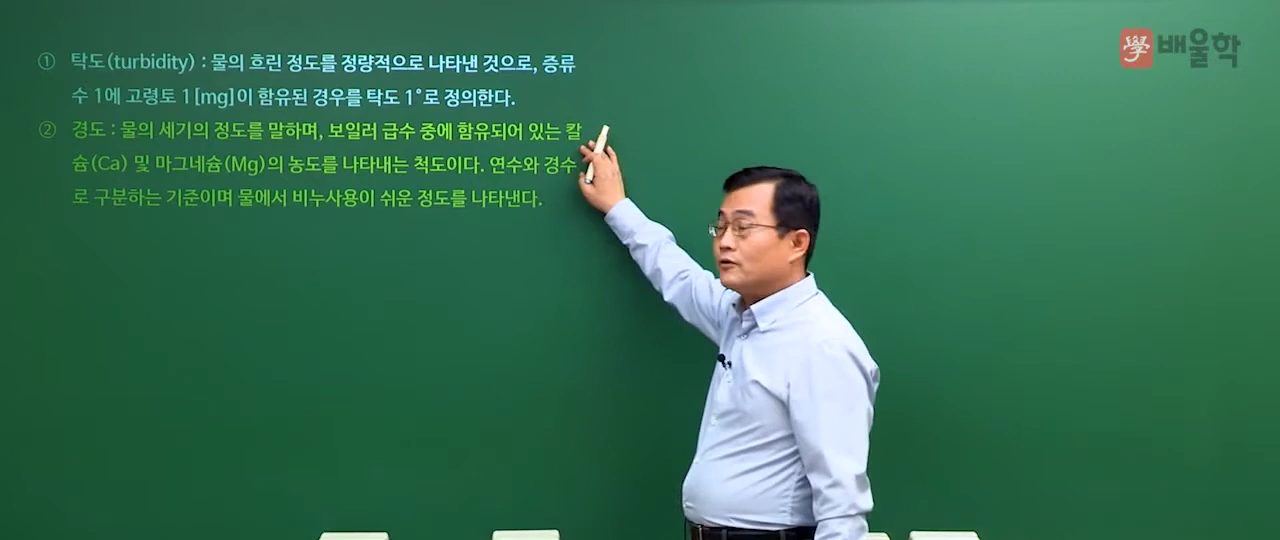 學 배울학
① 탁도(turbidity) : 물의 흐린 정도를 정량적으로 나타낸 것으로, 증류
수 1에 고령토 1[mg]이 함유된 경우를 탁도 1°로 정의한다.
② 경도 : 물의 세기의 정도를 말하며, 보일러 급수 중에 함유되어 있는 칼
슘(Ca) 및 마그네슘(Mg)의 농도를 나타내는 척도이다. 연수와 경수
로 구분하는 기준이며 물에서 비누사용이 쉬운 정도를 나타낸다.